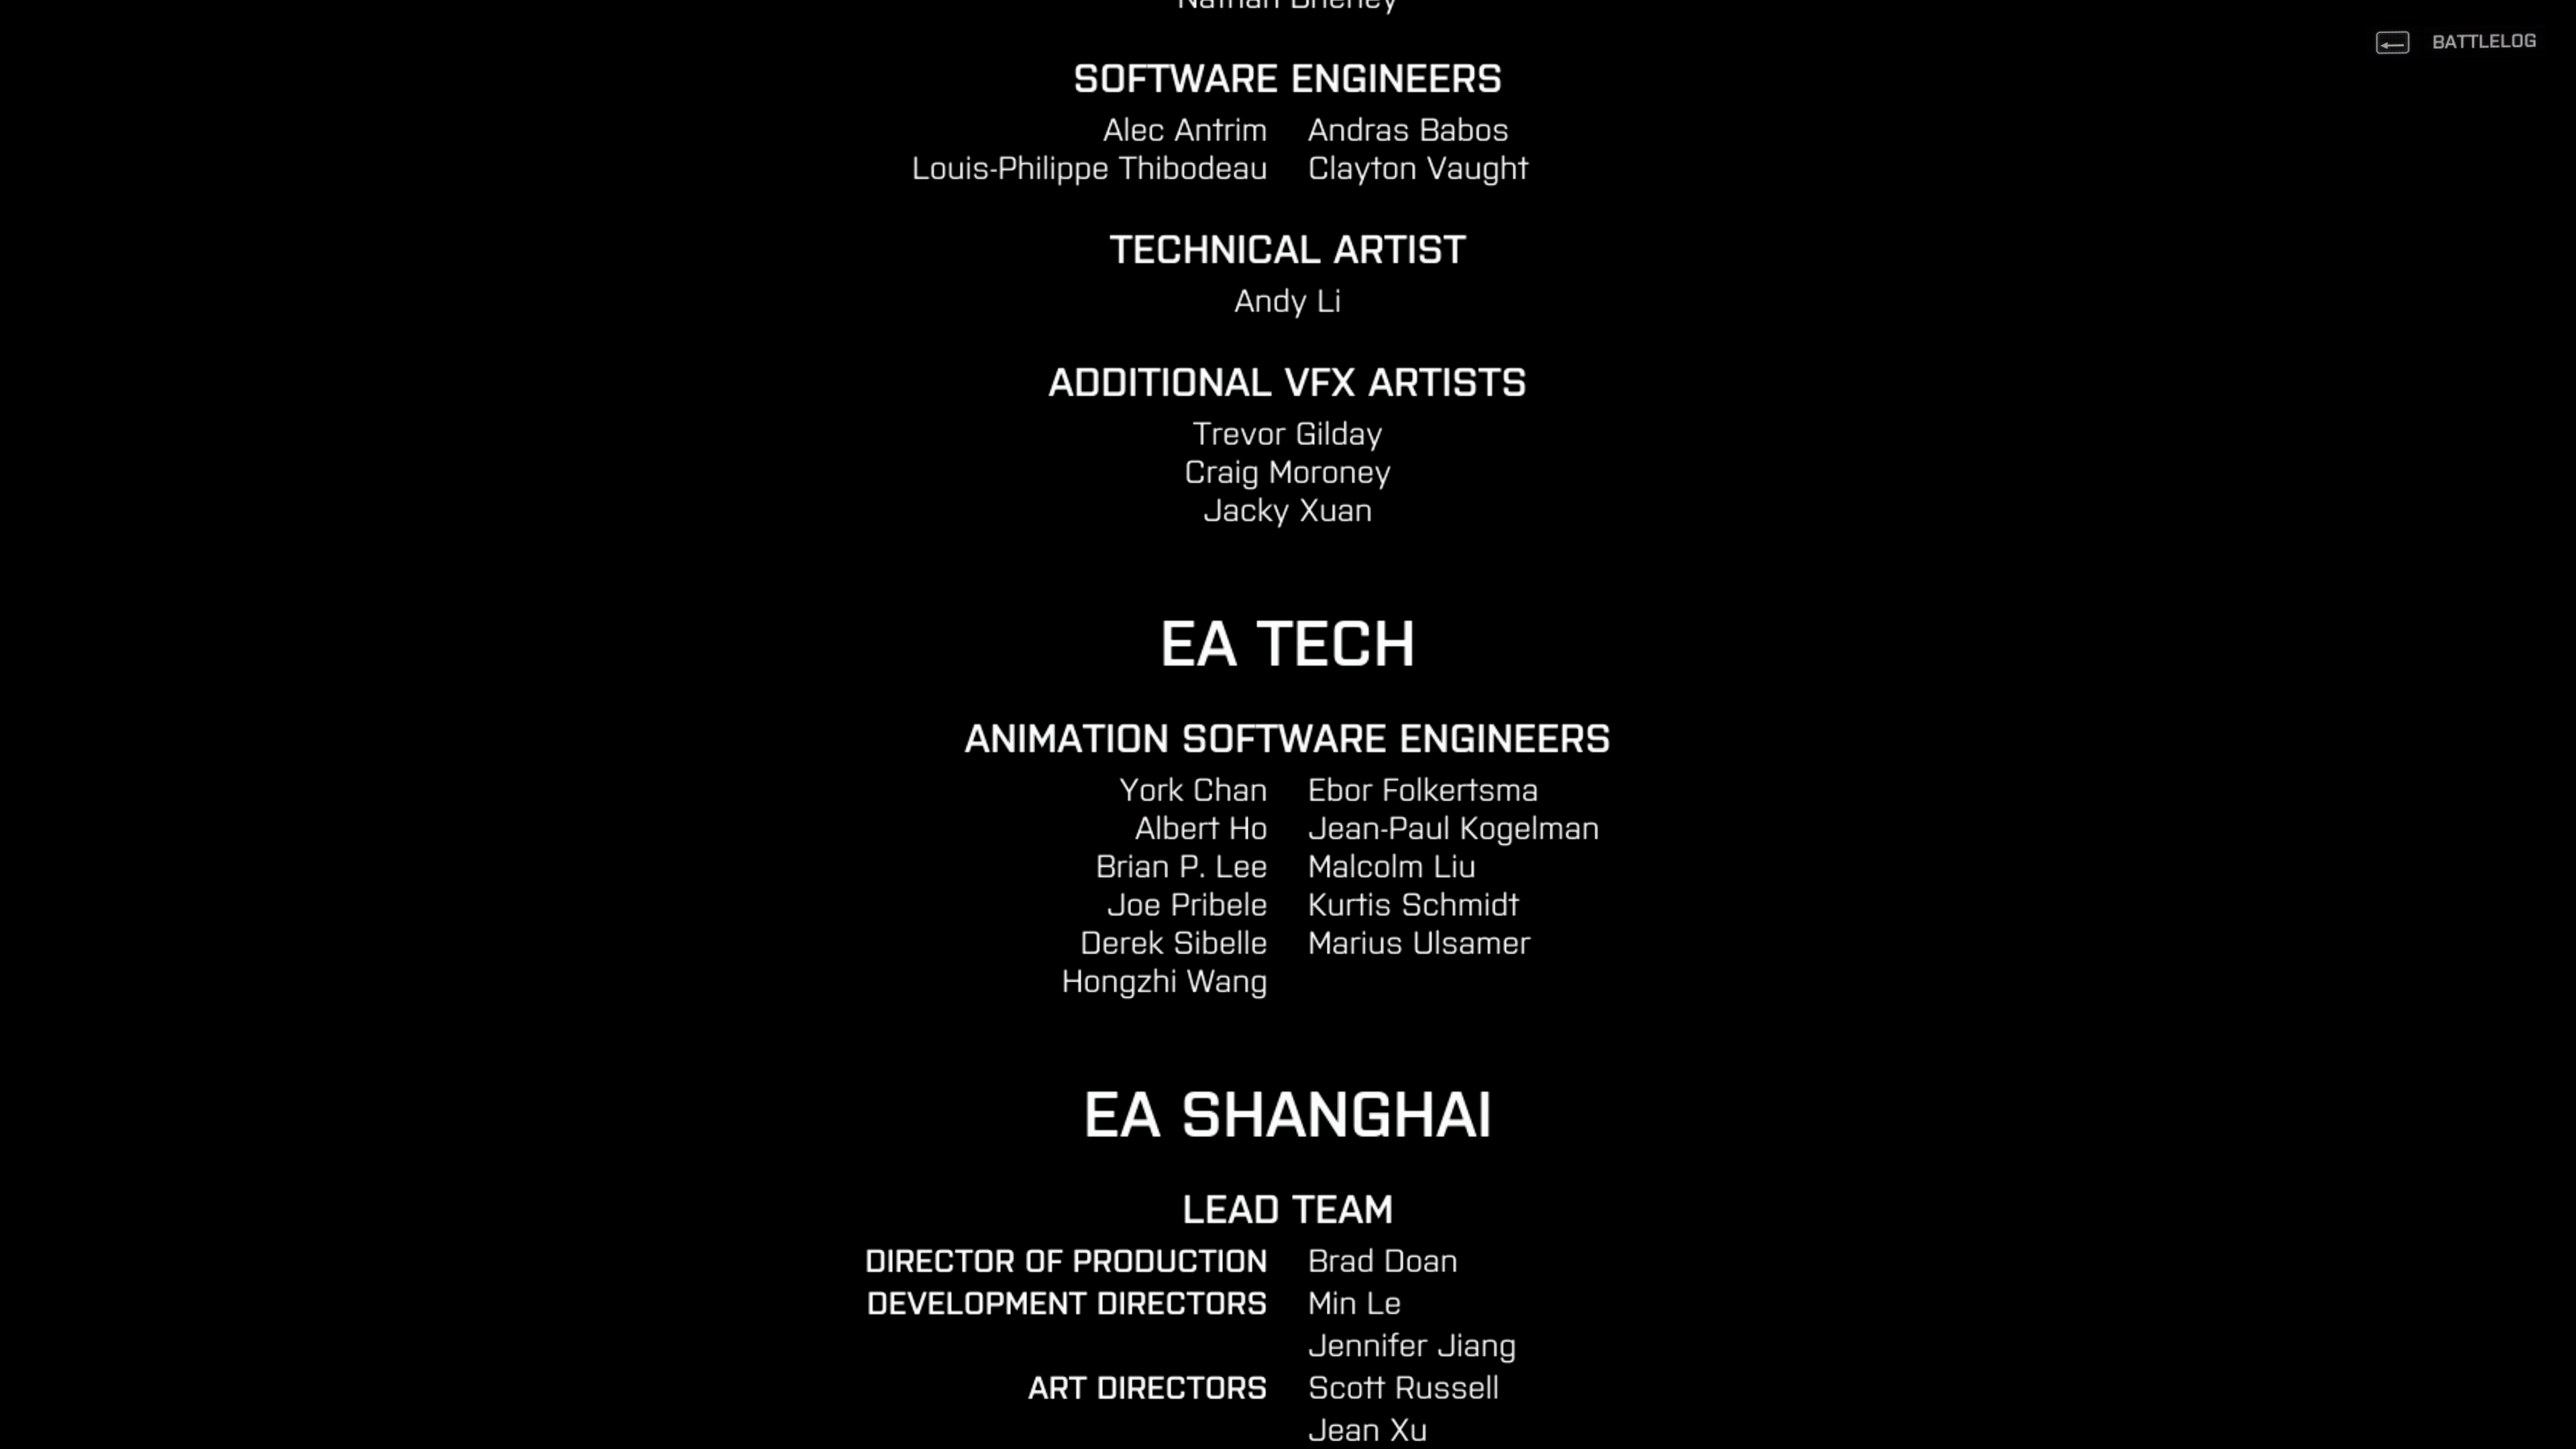 BATTLELOG
SOFTWARE ENGINEERS
Alec Antrim Andras Babos
Louis-Philippe Thibodeau Clayton Vaught
TECHNICAL ARTIST
Andy Li
ADDITIONAL VFX ARTISTS
Trevor Gilday
Craig Moroney
Jacky Xuan
EA TECH
ANIMATION SOFTWARE ENGINEERS
York Chan Ebor Folkertsma
Albert Ho Jean-Paul Kogelman
Brian P. Lee Malcolm Liu
Joe Pribele Kurtis Schmidt
Derek Sibelle Marius Ulsamer
Hongzhi Wang
EA SHANGHAI
LEAD TEAM
DIRECTOR OF PRODUCTION Brad Doan
DEVELOPMENT DIRECTORS Min Le
Jennifer Jiang
ART DIRECTORS Scott Russell
Jean Xu